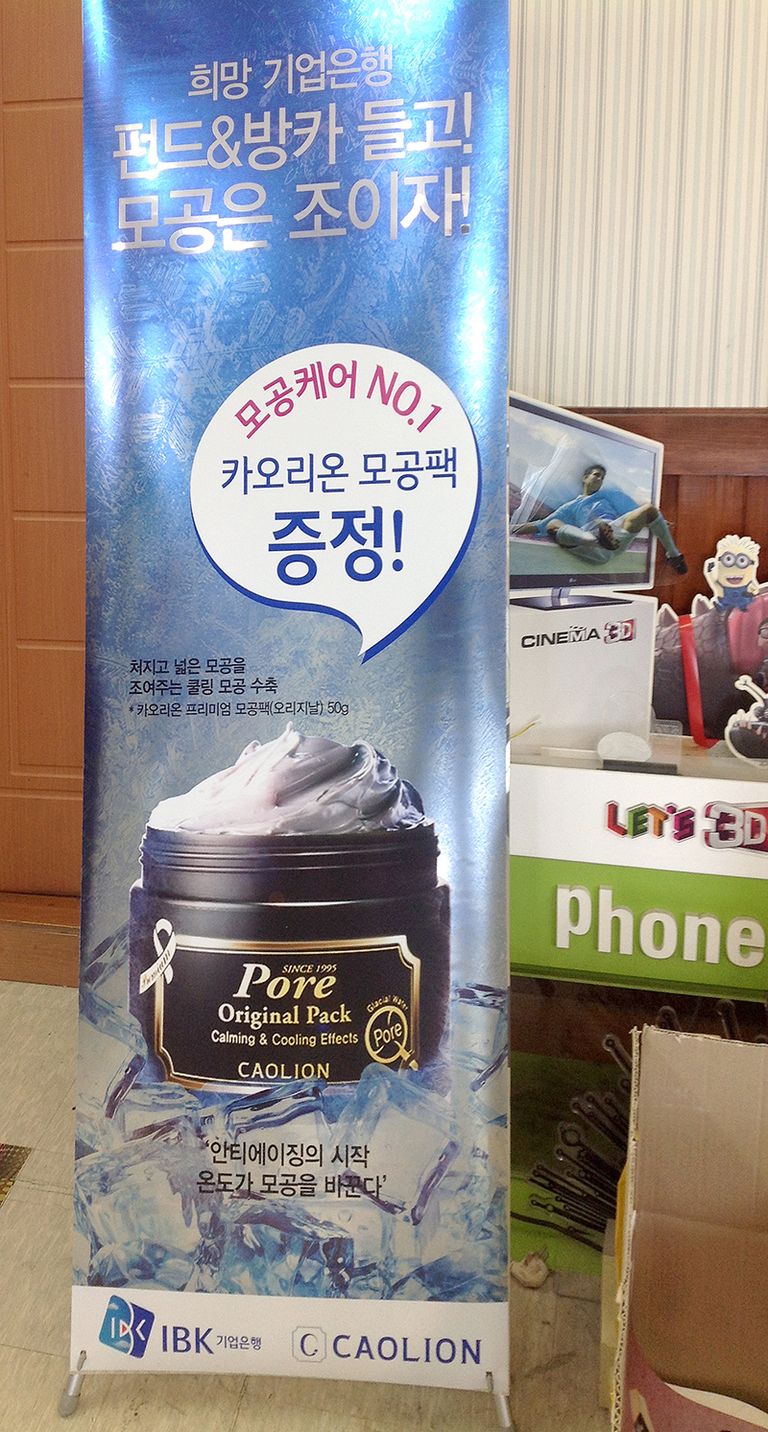 희망 기업은행
펀드&방카 들고!
모공은 조이자!
모공케어 NO.1
카오리온 모공팩
증정!
처지고 넓은 모공을
조여주는 쿨링 모공 수축
* 카오리온 프리미엄 모공팩(오리지날) 50g
SINCE 1995
Pore
Original Pack
Calming & Cooling Effects
CAOLION
Glacial Water
Pore
'안티에이징의 시작
온도가 모공을 바꾼다'
IBK 기업은행
C CAOLION
CINEMA 3D
LET'S 3D
phone